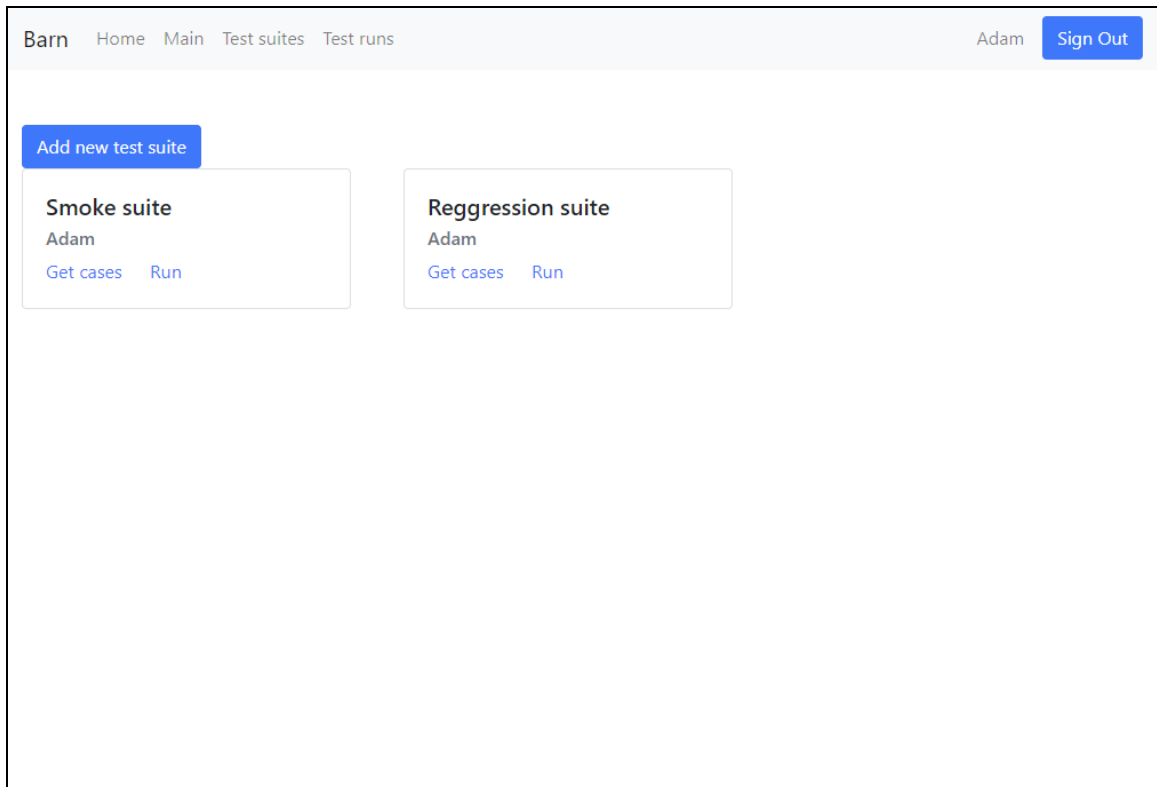 Barn Home Main Test suites Test runs Adam Sign Out
Add new test suite
Smoke suite
Adam
Get cases Run
Reggression suite
Adam
Get cases Run